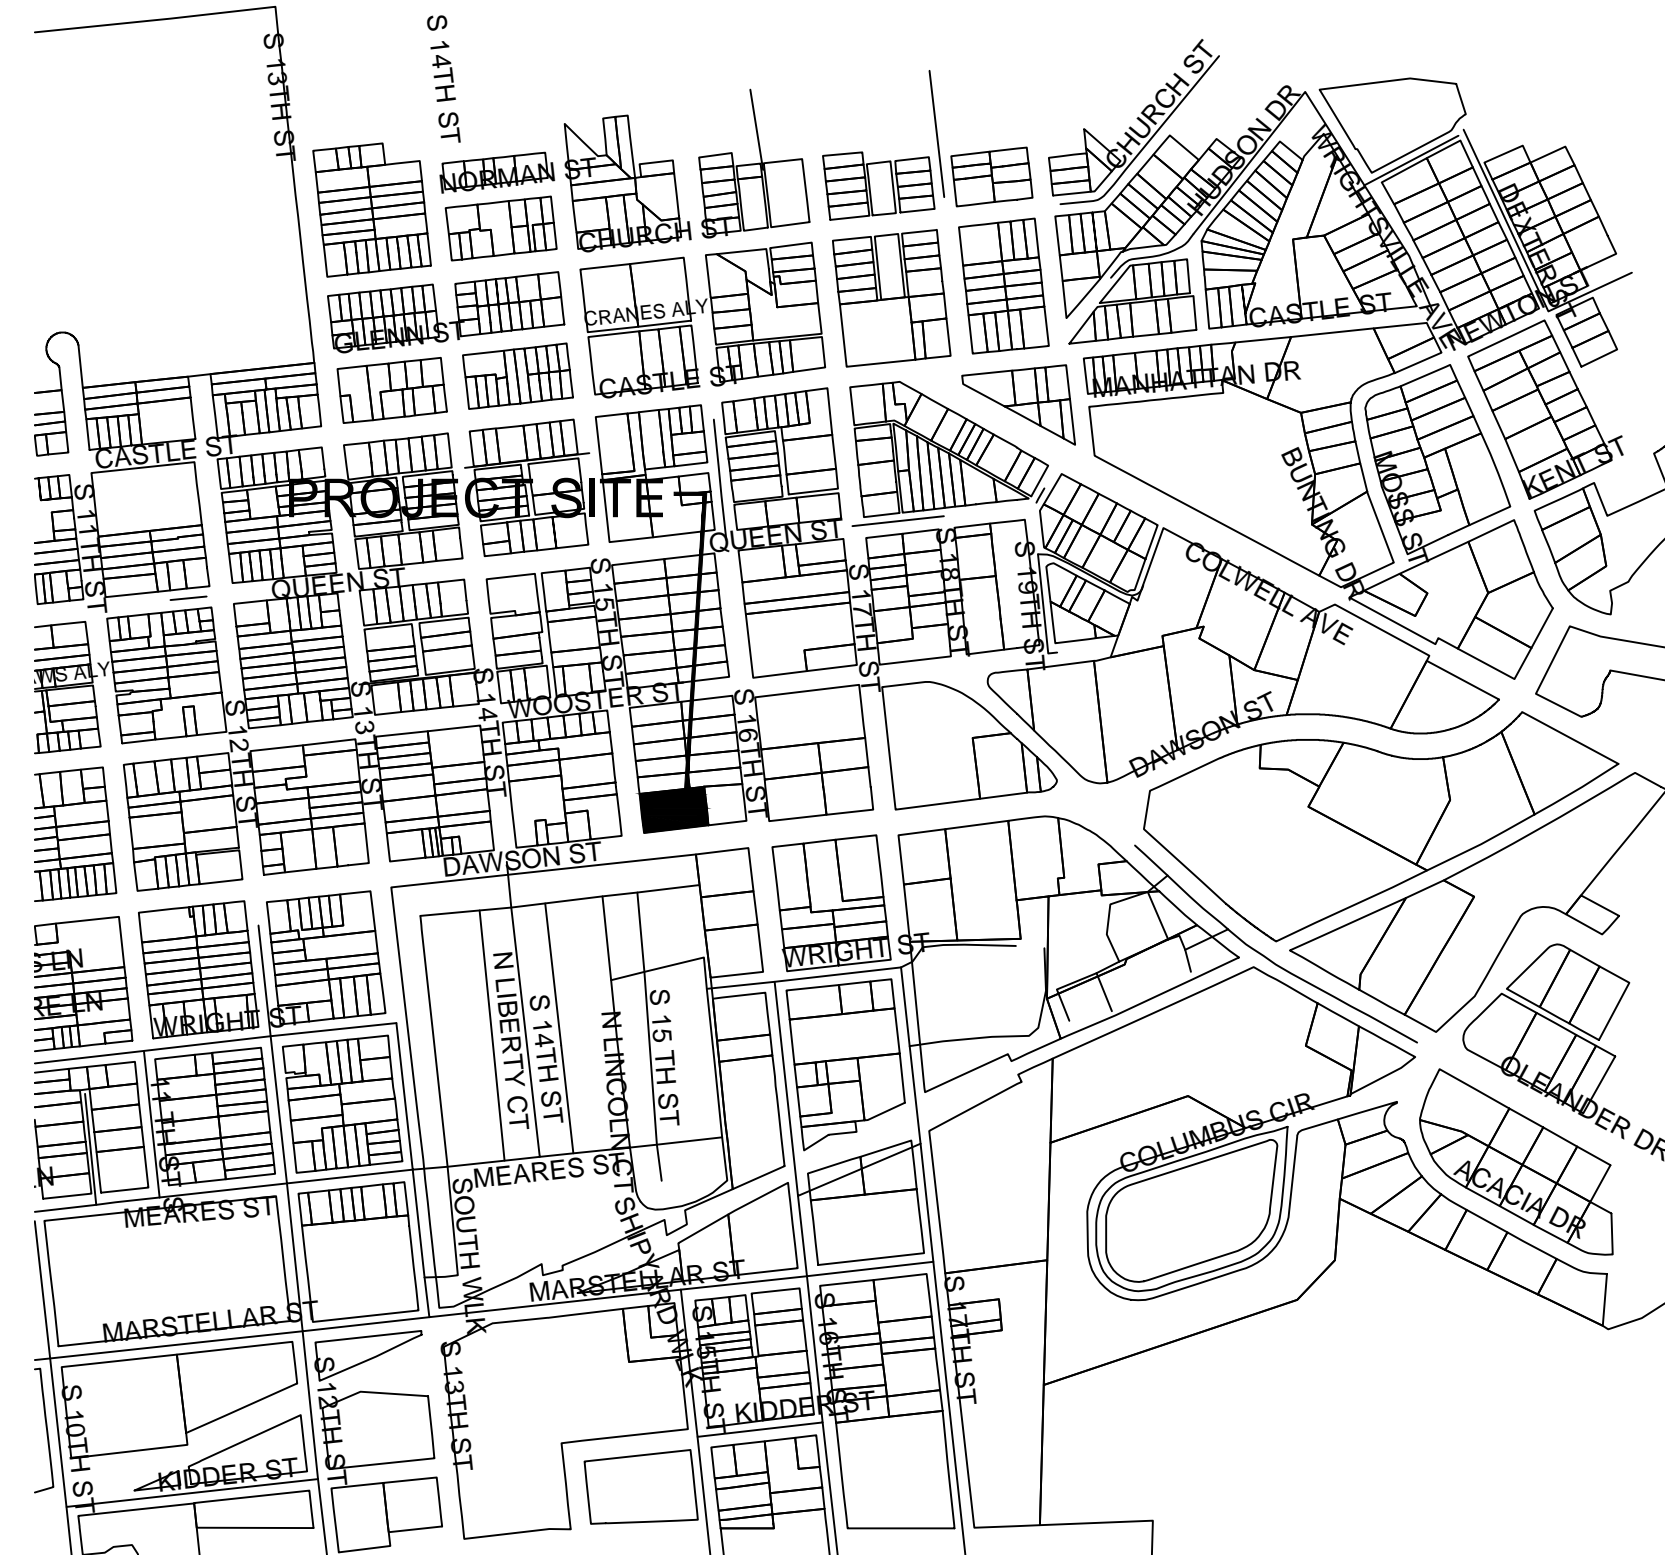 S 13TH ST
S 14TH ST
CHURCH ST
HUDSON DR
WRIGHTSVILLE AVE
DEXTER ST
NORMAN ST
CHURCH ST
CRANES ALY
GLENN ST
CASTLE ST
NEWTON S
CASTLE ST
MANHATTAN DR
CASTLE ST
BUNTING DR
MOSS ST
KENT ST
S 11TH ST
PROJECT SITE
QUEEN ST
S 18TH ST
S 19TH ST
COLWELL AVE
QUEEN ST
S 15TH ST
S 17TH ST
WS ALY
S 12TH ST
S 13TH ST
S 14TH ST
WOOSTER ST
S 16TH ST
DAWSON ST
DAWSON ST
S LN
WRIGHT ST
RE LN
WRIGHT ST
N LIBERTY CT
S 14TH ST
N LINCOLN CT
S 15 TH ST
11TH ST S
OLEANDER DR
COLUMBUS CIR
ACACIA DR
N
MEARES ST
MEARES ST
SOUTH WLK
SHIPYARD WLK
MARSTELLAR ST
MARSTELLAR ST
S 15TH ST
S 16TH ST
S 17TH ST
S 10TH ST
S 12TH ST
S 13TH ST
KIDDER ST
KIDDER ST